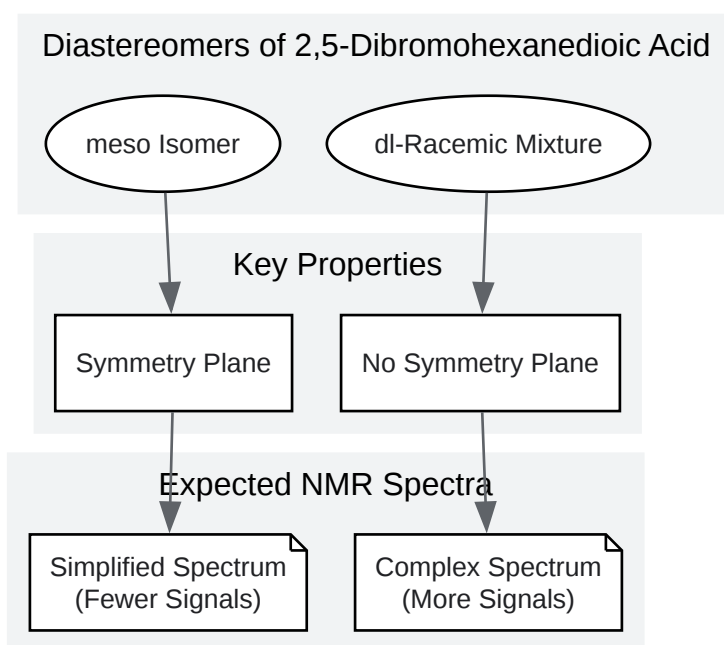 Diastereomers of 2,5-Dibromohexanedioic Acid
meso Isomer
dl-Racemic Mixture
Key Properties
Symmetry Plane
No Symmetry Plane
Expected NMR Spectra
Simplified Spectrum
(Fewer Signals)
Complex Spectrum
(More Signals)